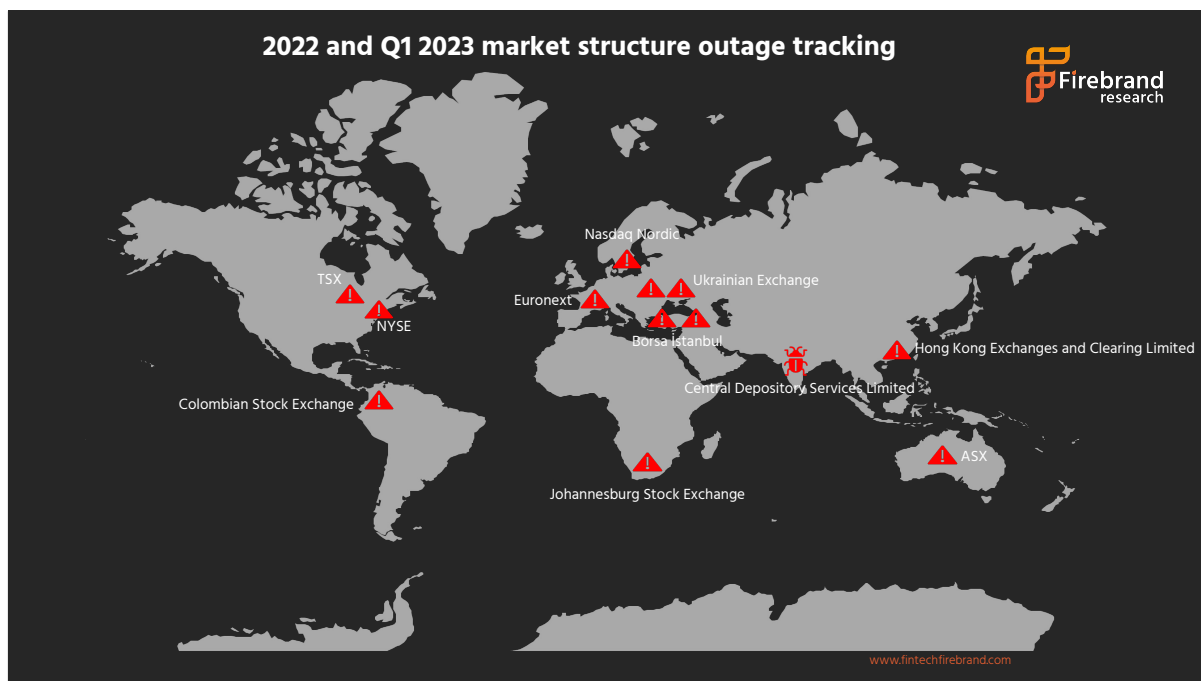 2022 and Q1 2023 market structure outage tracking
Firebrand
research
Nasdaq Nordic
TSX
Ukrainian Exchange
Euronext
NYSE
Borsa İstanbul
Hong Kong Exchanges and Clearing Limited
Central Depository Services Limited
Colombian Stock Exchange
ASX
Johannesburg Stock Exchange
www.fintechfirebrand.com